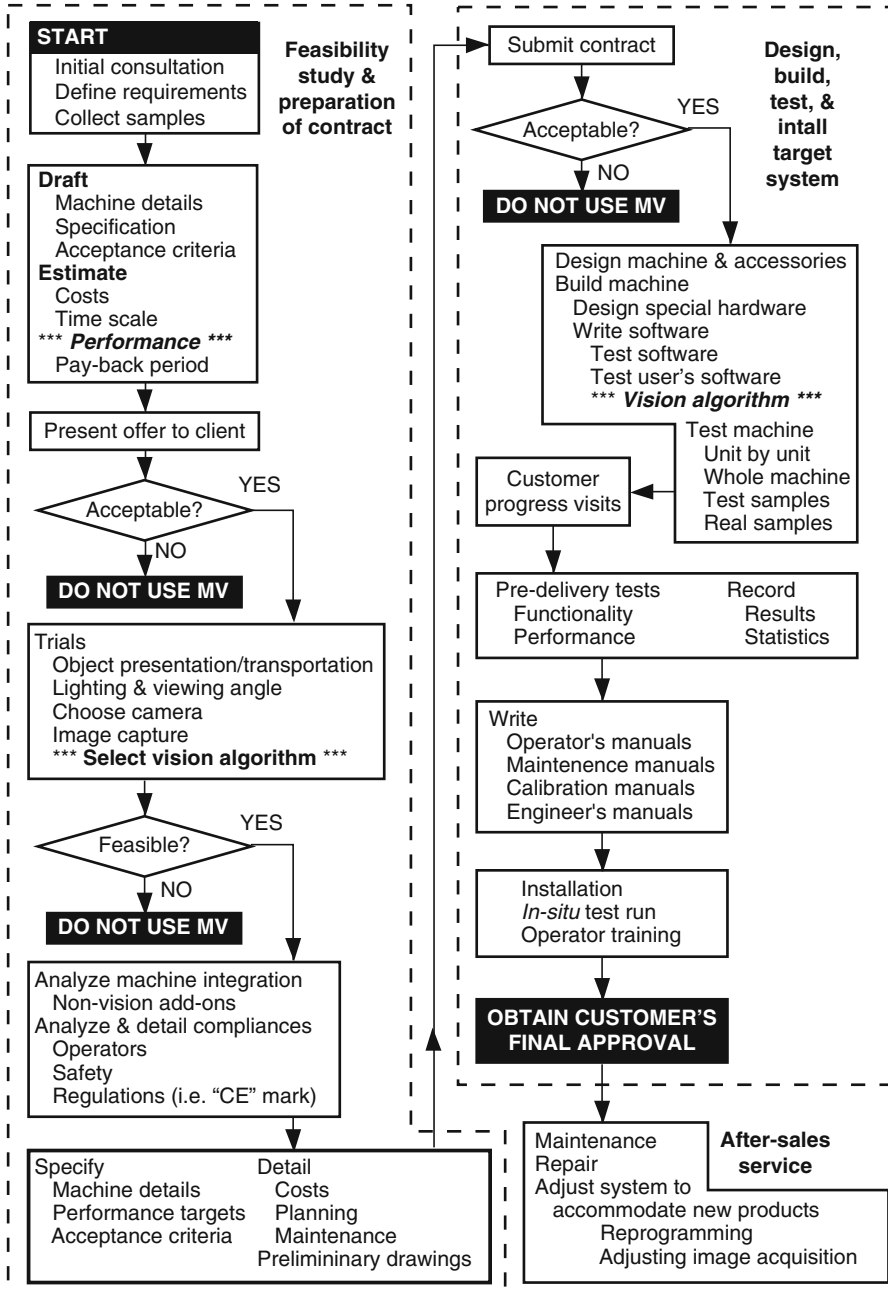 START
Initial consultation
Define requirements
Collect samples
Feasibility
study &
preparation
of contract
Draft
Machine details
Specification
Acceptance criteria
Estimate
Costs
Time scale
*** Performance ***
Pay-back period
Present offer to client
Acceptable?
YES
NO
DO NOT USE MV
Trials
Object presentation/transportation
Lighting & viewing angle
Choose camera
Image capture
*** Select vision algorithm ***
Feasible?
YES
NO
DO NOT USE MV
Analyze machine integration
Non-vision add-ons
Analyze & detail compliances
Operators
Safety
Regulations (i.e. “CE” mark)
Specify
Machine details
Performance targets
Acceptance criteria
Detail
Costs
Planning
Maintenance
Prelimininary drawings
Submit contract
Design,
build,
test, &
intall
target
system
Acceptable?
YES
NO
DO NOT USE MV
Design machine & accessories
Build machine
Design special hardware
Write software
Test software
Test user's software
*** Vision algorithm ***
Test machine
Unit by unit
Whole machine
Test samples
Real samples
Customer
progress visits
Pre-delivery tests
Functionality
Performance
Record
Results
Statistics
Write
Operator's manuals
Maintenence manuals
Calibration manuals
Engineer's manuals
Installation
In-situ test run
Operator training
OBTAIN CUSTOMER'S
FINAL APPROVAL
After-sales
service
Maintenance
Repair
Adjust system to
accommodate new products
Reprogramming
Adjusting image acquisition